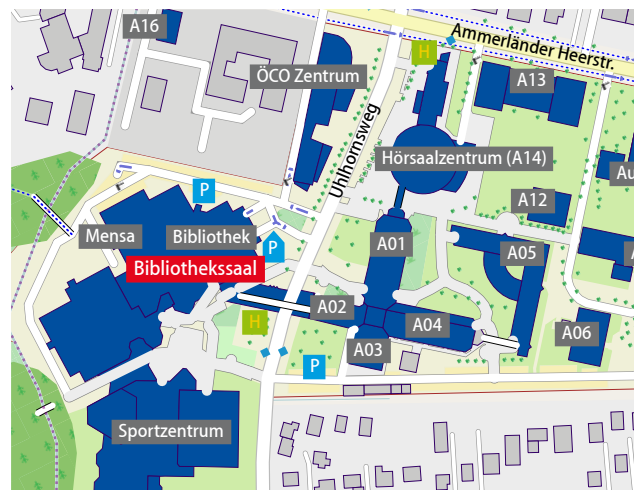 A16
Ammerländer Heerstr.
H
ÖCO Zentrum
A13
Uhlhornsweg
Hörsaalzentrum (A14)
Au
P
A12
Mensa
Bibliothek
P
A01
A05
A
Bibliothekssaal
A02
H
A04
A06
A03
P
Sportzentrum